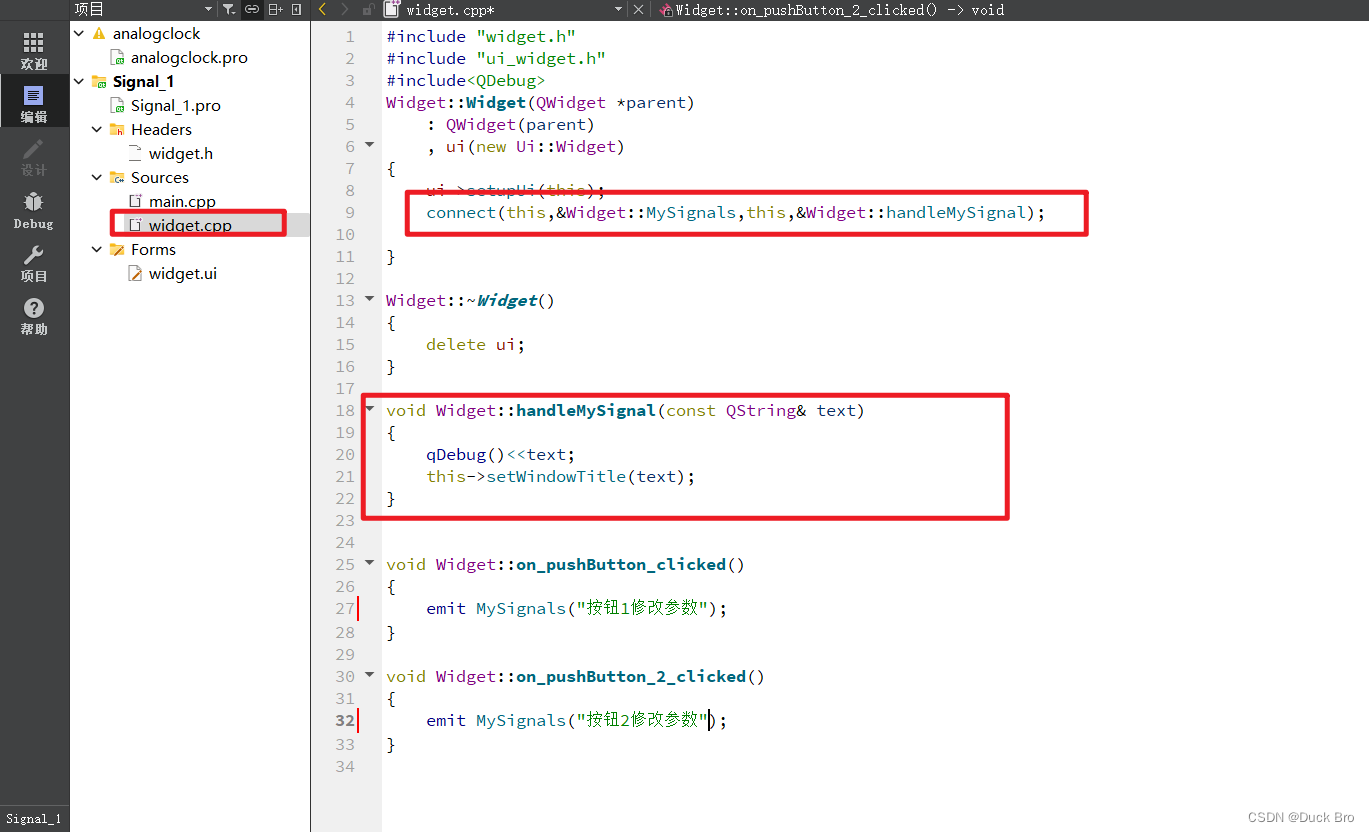 项目
widget.cpp*
Widget::on_pushButton_2_clicked() -> void
欢迎
编辑
设计
Debug
项目
帮助
Signal_1
analogclock
analogclock.pro
Signal_1
Signal_1.pro
Headers
widget.h
Sources
main.cpp
widget.cpp
Forms
widget.ui
1 #include "widget.h"
2 #include "ui_widget.h"
3 #include<QDebug>
4 Widget::Widget(QWidget *parent)
5     : QWidget(parent)
6     , ui(new Ui::Widget)
7 {
8     ui->setupUi(this);
9     connect(this,&Widget::MySignals,this,&Widget::handleMySignal);
10
11 }
12
13 Widget::~Widget()
14 {
15     delete ui;
16 }
17
18 void Widget::handleMySignal(const QString& text)
19 {
20     qDebug()<<text;
21     this->setWindowTitle(text);
22 }
23
24
25 void Widget::on_pushButton_clicked()
26 {
27     emit MySignals("按钮1修改参数");
28 }
29
30 void Widget::on_pushButton_2_clicked()
31 {
32     emit MySignals("按钮2修改参数");
33 }
34
CSDN @Duck Bro